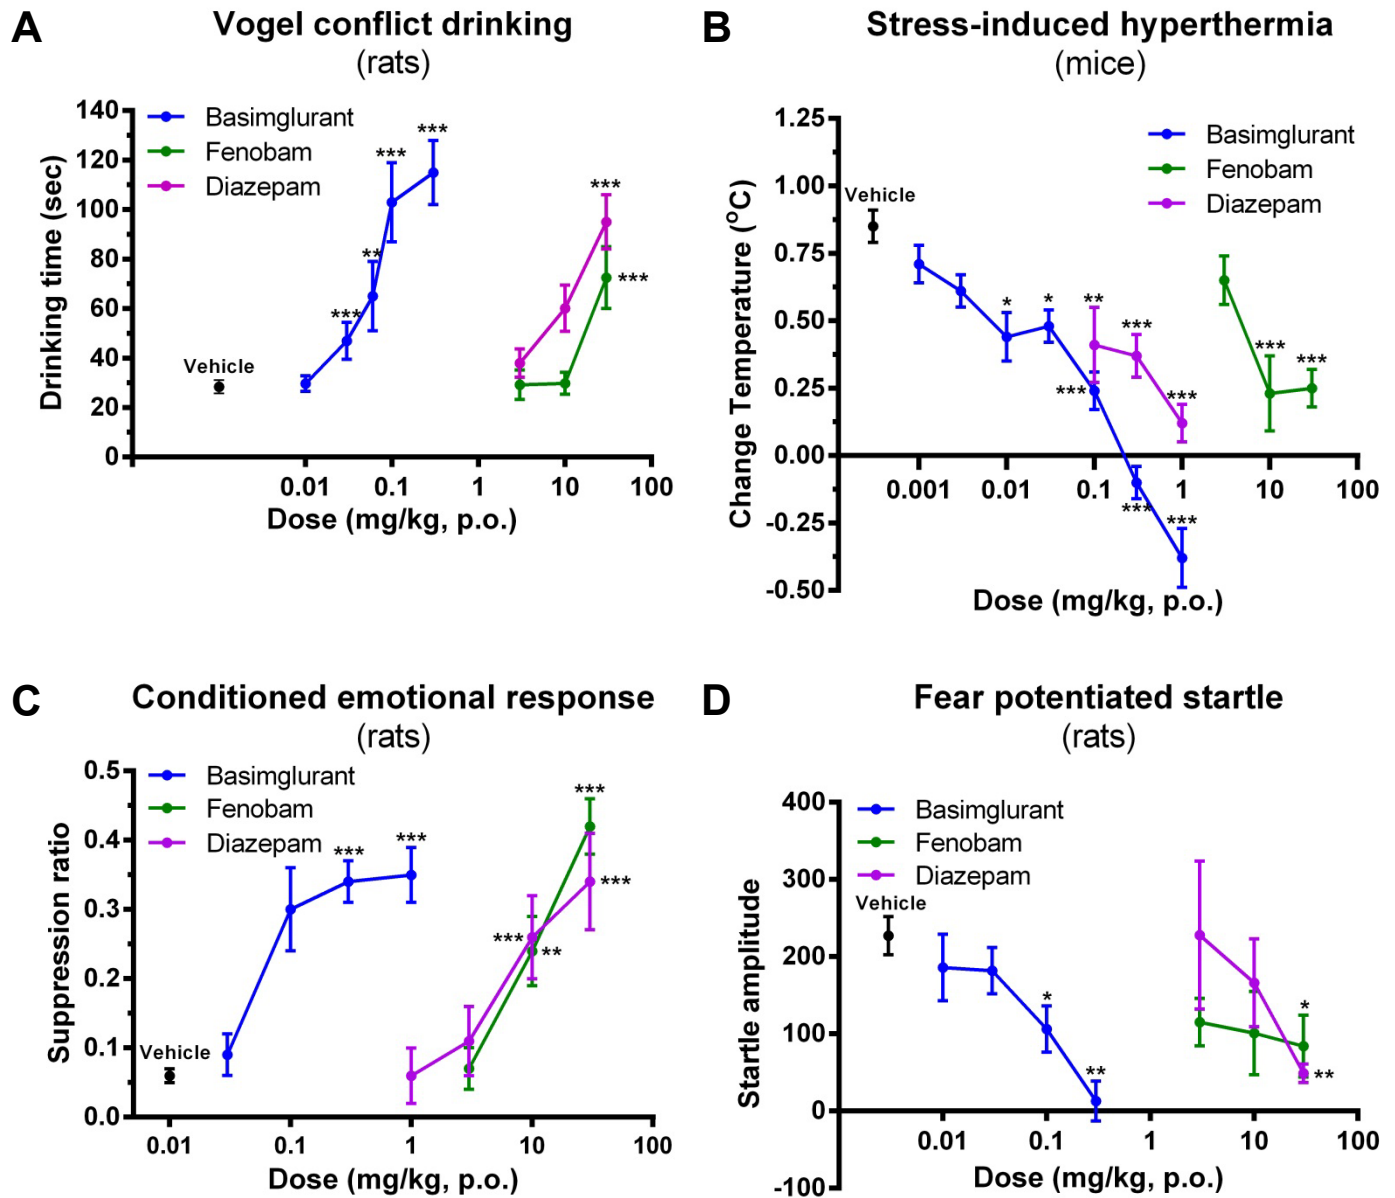 A
Vogel conflict drinking
(rats)
Drinking time (sec)
140
120
100
80
60
40
20
0
Basimglurant
Fenobam
Diazepam
***
***
***
**
***
***
Vehicle
0.01
0.1
1
10
100
Dose (mg/kg, p.o.)
B
Stress-induced hyperthermia
(mice)
Change Temperature (°C)
1.25
1.00
0.75
0.50
0.25
0.00
-0.25
-0.50
Basimglurant
Fenobam
Diazepam
Vehicle
*
*
**
***
***
***
***
***
***
***
0.001
0.01
0.1
1
10
100
Dose (mg/kg, p.o.)
C
Conditioned emotional response
(rats)
Suppression ratio
0.5
0.4
0.3
0.2
0.1
0.0
Basimglurant
Fenobam
Diazepam
***
***
***
***
***
**
Vehicle
0.01
0.1
1
10
100
Dose (mg/kg, p.o.)
D
Fear potentiated startle
(rats)
Startle amplitude
400
300
200
100
0
-100
Basimglurant
Fenobam
Diazepam
Vehicle
*
*
**
**
0.01
0.1
1
10
100
Dose (mg/kg, p.o.)